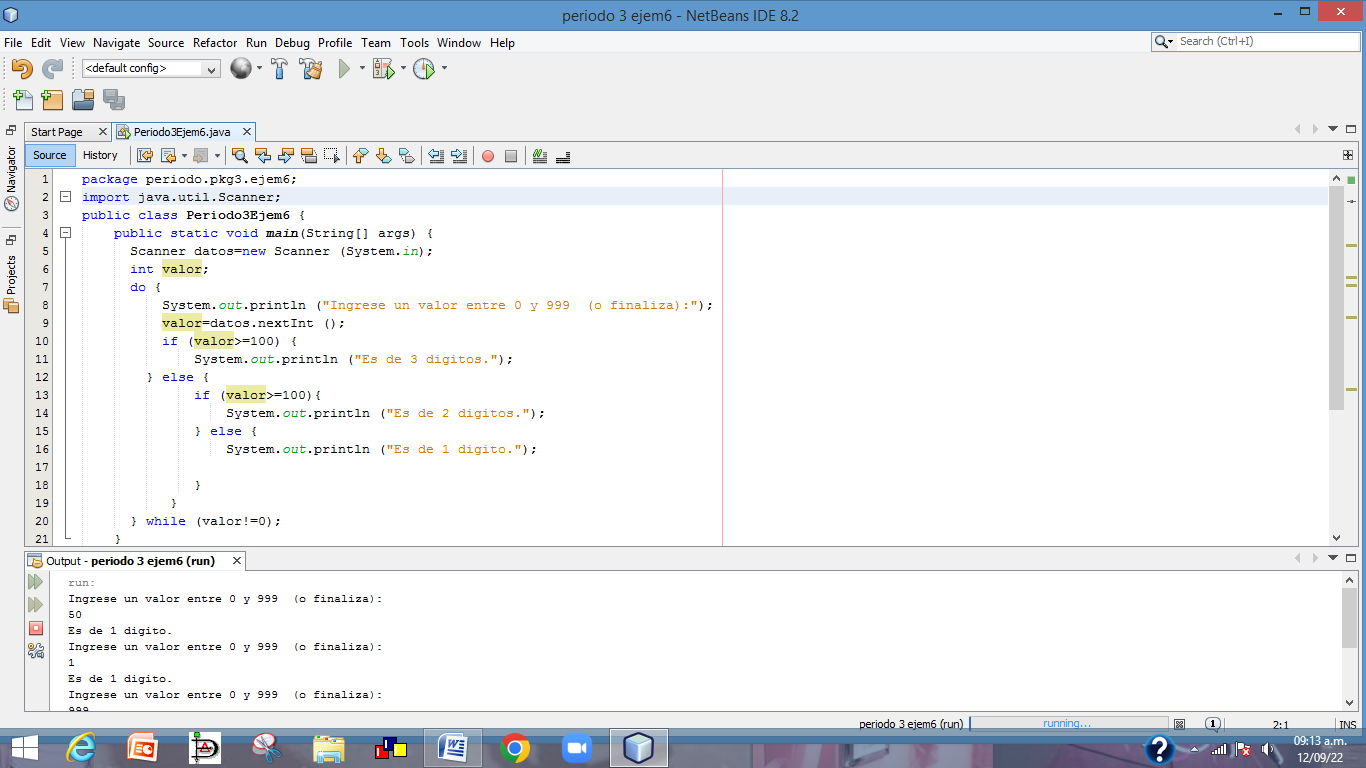 periodo 3 ejem6 - NetBeans IDE 8.2
File Edit View Navigate Source Refactor Run Debug Profile Team Tools Window Help
Search (Ctrl+I)
<default config>
Start Page Periodo3Ejem6.java
Source History
Navigator
Projects
1 package periodo.pkg3.ejem6;
2 import java.util.Scanner;
3 public class Periodo3Ejem6 {
4 public static void main(String[] args) {
5 Scanner datos=new Scanner (System.in);
6 int valor;
7 do {
8 System.out.println ("Ingrese un valor entre 0 y 999  (o finaliza):");
9 valor=datos.nextInt ();
10 if (valor>=100) {
11 System.out.println ("Es de 3 digitos.");
12 } else {
13 if (valor>=100){
14 System.out.println ("Es de 2 digitos.");
15 } else {
16 System.out.println ("Es de 1 digito.");
17
18 }
19 }
20 } while (valor!=0);
21 }
Output - periodo 3 ejem6 (run)
run:
Ingrese un valor entre 0 y 999  (o finaliza):
50
Es de 1 digito.
Ingrese un valor entre 0 y 999  (o finaliza):
1
Es de 1 digito.
Ingrese un valor entre 0 y 999  (o finaliza):
999
periodo 3 ejem6 (run) running... 1 2:1 INS
09:13 a.m.
12/09/22